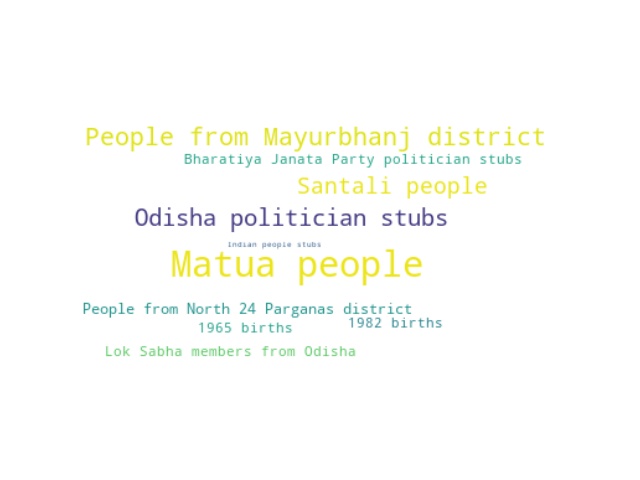 People from Mayurbhanj district
Bharatiya Janata Party politician stubs
Santali people
Odisha politician stubs
Indian people stubs
Matua people
People from North 24 Parganas district
1982 births
1965 births
Lok Sabha members from Odisha